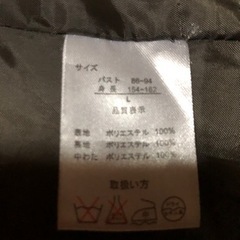 サイズ
バスト 86-94
身長 154-162
L
品質表示
表地 ポリエステル 100%
裏地 ポリエステル 100%
中わた ポリエステル 100%
取扱い方